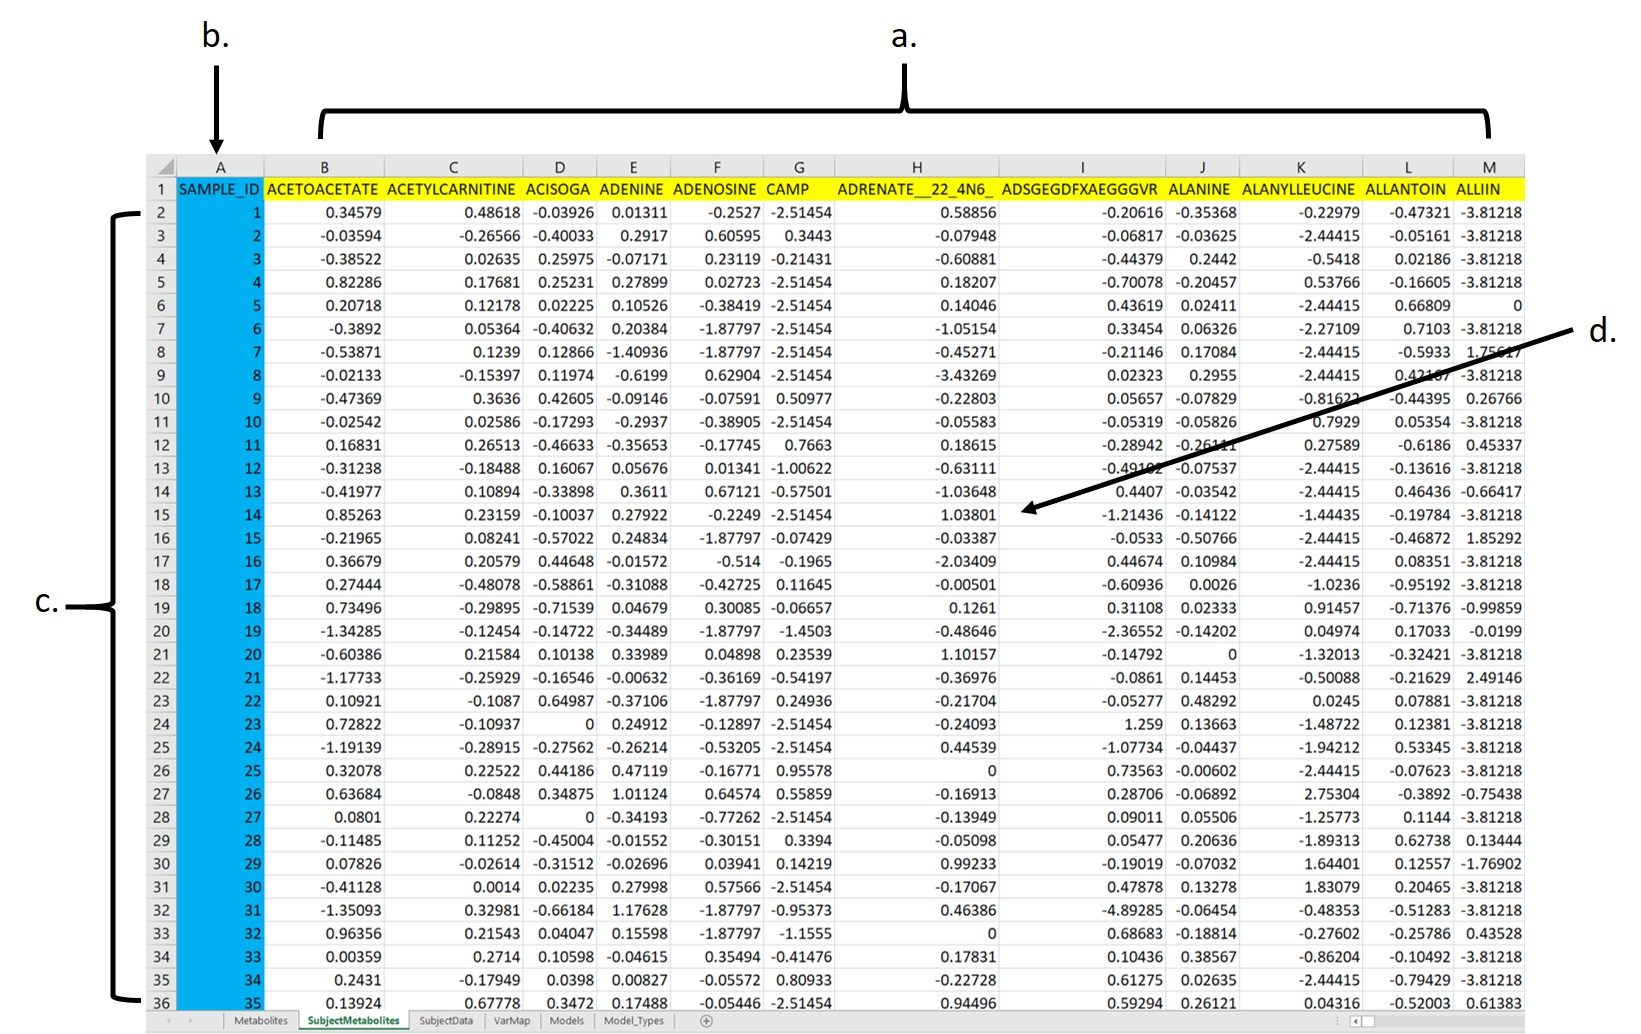 b.
a.
A B C D E F G H I J K L M
1 SAMPLE_ID ACETOACETATE ACETYLCARNITINE ACISOGA ADENINE ADENOSINE CAMP ADRENATE__22_4N6_ ADSGEGDFXAEGGGVR ALANINE ALANYLLEUCINE ALLANTOIN ALLIIN
2 1 0.34579 0.48618 -0.03926 0.01311 -0.2527 -2.51454 0.58856 -0.20616 -0.35368 -0.22979 -0.47321 -3.81218
3 2 -0.03594 -0.26566 -0.40033 0.2917 0.60595 0.3443 -0.07948 -0.06817 -0.03625 -2.44415 -0.05161 -3.81218
4 3 -0.38522 0.02635 0.25975 -0.07171 0.23119 -0.21431 -0.60881 -0.44379 0.2442 -0.5418 0.02186 -3.81218
5 4 0.82286 0.17681 0.25231 0.27899 0.02723 -2.51454 0.18207 -0.70078 -0.20457 0.53766 -0.16605 -3.81218
6 5 0.20718 0.12178 0.02225 0.10526 -0.38419 -2.51454 0.14046 0.43619 0.02411 -2.44415 0.66809 0
7 6 -0.3892 0.05364 -0.40632 0.20384 -1.87797 -2.51454 -1.05154 0.33454 0.06326 -2.27109 0.7103 -3.81218
d.
8 7 -0.53871 0.1239 0.12866 -1.40936 -1.87797 -2.51454 -0.45271 -0.21146 0.17084 -2.44415 -0.5933
9 8 -0.02133 -0.15397 0.11974 -0.6199 0.62904 -2.51454 -3.43269 0.02323 0.2955 -2.44415 -3.81218
10 9 -0.47369 0.3636 0.42605 -0.09146 -0.07591 0.50977 -0.22803 0.05657 -0.07829 -0.44395 0.26766
11 10 -0.02542 0.02586 -0.17293 -0.2937 -0.38905 -2.51454 -0.05583 -0.05319 -0.05826 0.7929 0.05354 -3.81218
12 11 0.16831 0.26513 -0.46633 -0.35653 -0.17745 0.7663 0.18615 -0.28942 0.27589 -0.6186 0.45337
13 12 -0.31238 -0.18488 0.16067 0.05676 0.01341 -1.00622 -0.63111 -0.07537 -2.44415 -0.13616 -3.81218
14 13 -0.41977 0.10894 -0.33898 0.3611 0.67121 -0.57501 -1.03648 0.4407 -0.03542 -2.44415 0.46436 -0.66417
15 14 0.85263 0.23159 -0.10037 0.27922 -0.2249 -2.51454 1.03801 -1.21436 -0.14122 -1.44435 -0.19784 -3.81218
16 15 -0.21965 0.08241 -0.57022 0.24834 -1.87797 -0.07429 -0.03387 -0.0533 -0.50766 -2.44415 -0.46872 1.85292
17 16 0.36679 0.20579 0.44648 -0.01572 -0.514 -0.1965 -2.03409 0.44674 0.10984 -2.44415 0.08351 -3.81218
18 17 0.27444 -0.48078 -0.58861 -0.31088 -0.42725 0.11645 -0.00501 -0.60936 0.0026 -1.0236 -0.95192 -3.81218
c.
19 18 0.73496 -0.29895 -0.71539 0.04679 0.30085 -0.06657 0.1261 0.31108 0.02333 0.91457 -0.71376 -0.99859
20 19 -1.34285 -0.12454 -0.14722 -0.34489 -1.87797 -1.4503 -0.48646 -2.36552 -0.14202 0.04974 0.17033 -0.0199
21 20 -0.60386 0.21584 0.10138 0.33989 0.04898 0.23539 1.10157 -0.14792 0 -1.32013 -0.32421 -3.81218
22 21 -1.17733 -0.25929 -0.16546 -0.00632 -0.36169 -0.54197 -0.36976 -0.0861 0.14453 -0.50088 -0.21629 2.49146
23 22 0.10921 -0.1087 0.64987 -0.37106 -1.87797 0.24936 -0.21704 -0.05277 0.48292 0.0245 0.07881 -3.81218
24 23 0.72822 -0.10937 0 0.24912 -0.12897 -2.51454 -0.24093 1.259 0.13663 -1.48722 0.12381 -3.81218
25 24 -1.19139 -0.28915 -0.27562 -0.26214 -0.53205 -2.51454 0.44539 -1.07734 -0.04437 -1.94212 0.53345 -3.81218
26 25 0.32078 0.22522 0.44186 0.47119 -0.16771 0.95578 0 0.73563 -0.00602 -2.44415 -0.07623 -3.81218
27 26 0.63684 -0.0848 0.34875 1.01124 0.64574 0.55859 -0.16913 0.28706 -0.06892 2.75304 -0.3892 -0.75438
28 27 0.0801 0.22274 0 -0.34193 -0.77262 -2.51454 -0.13949 0.09011 0.05506 -1.25773 0.1144 -3.81218
29 28 -0.11485 0.11252 -0.45004 -0.01552 -0.30151 0.3394 -0.05098 0.05477 0.20636 -1.89313 0.62738 0.13444
30 29 0.07826 -0.02614 -0.31512 -0.02696 0.03941 0.14219 0.99233 -0.19019 -0.07032 1.64401 0.12557 -1.76902
31 30 -0.41128 0.0014 0.02235 0.27998 0.57566 -2.51454 -0.17067 0.47878 0.13278 1.83079 0.20465 -3.81218
32 31 -1.35093 0.32981 -0.66184 1.17628 -1.87797 -0.95373 0.46386 -4.89285 -0.06454 -0.48353 -0.51283 -3.81218
33 32 0.96356 0.21543 0.04047 0.15598 -1.87797 -1.1555 0 0.68683 -0.18814 -0.27602 -0.25786 0.43528
34 33 0.00359 0.2714 0.10598 -0.04615 0.35494 -0.41476 0.17831 0.10436 0.38567 -0.86204 -0.10492 -3.81218
35 34 0.2431 -0.17949 0.0398 0.00827 -0.05572 0.80933 -0.22728 0.61275 0.02635 -2.44415 -0.79429 -3.81218
36 35 0.13924 0.67778 0.3472 0.17488 -0.05446 -2.51454 0.94496 0.59294 0.26121 0.04316 -0.52003 0.61383
Metabolites SubjectMetabolites SubjectData VarMap Models Model_Types